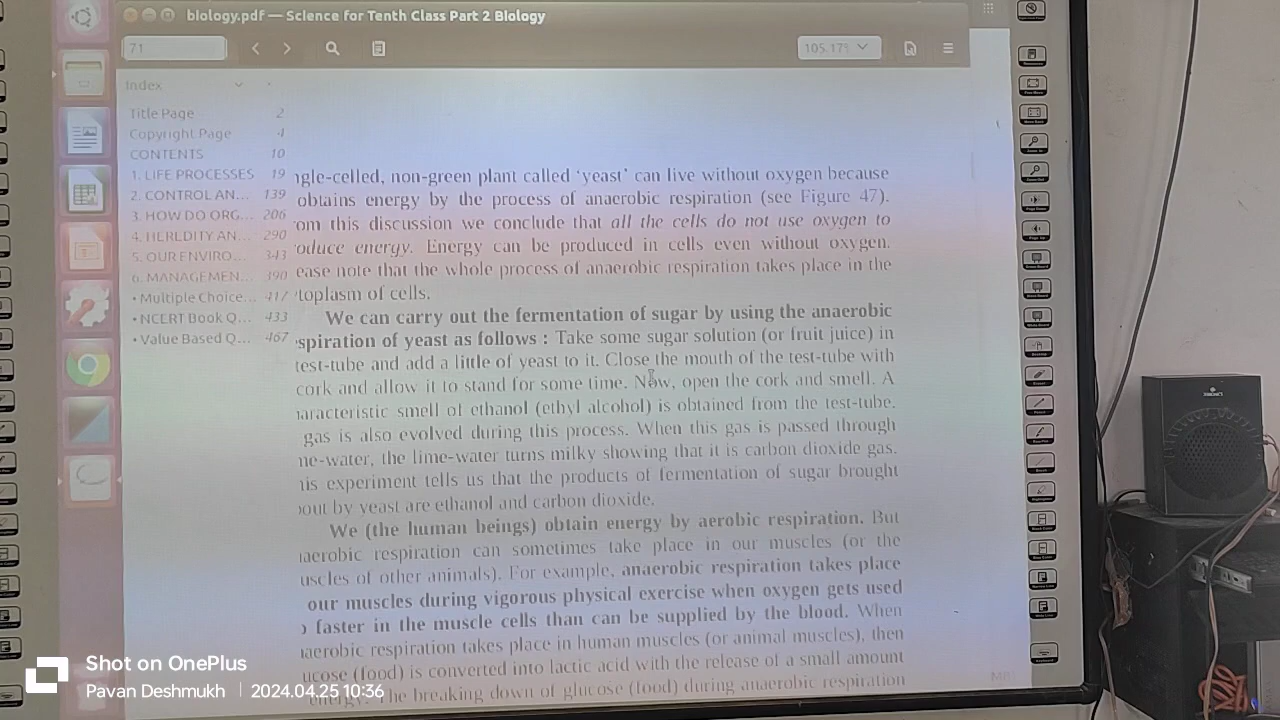 biology.pdf — Science for Tenth Class Part 2 Biology
71
105.17%
Index
Title Page 2
Copyright Page 4
CONTENTS 10
1. LIFE PROCESSES 19
2. CONTROL AN... 139
3. HOW DO ORG... 206
4. HEREDITY AN... 290
5. OUR ENVIRO... 343
6. MANAGEMEN... 390
• Multiple Choice... 417
• NCERT Book Q... 433
• Value Based Q... 467
ngle-celled, non-green plant called ‘yeast’ can live without oxygen because
obtains energy by the process of anaerobic respiration (see Figure 47).
om this discussion we conclude that all the cells do not use oxygen to
oduce energy. Energy can be produced in cells even without oxygen.
ease note that the whole process of anaerobic respiration takes place in the
toplasm of cells.
We can carry out the fermentation of sugar by using the anaerobic
spiration of yeast as follows : Take some sugar solution (or fruit juice) in
test-tube and add a little of yeast to it. Close the mouth of the test-tube with
cork and allow it to stand for some time. Now, open the cork and smell. A
aracteristic smell of ethanol (ethyl alcohol) is obtained from the test-tube.
gas is also evolved during this process. When this gas is passed through
me-water, the lime-water turns milky showing that it is carbon dioxide gas.
his experiment tells us that the products of fermentation of sugar brought
bout by yeast are ethanol and carbon dioxide.
We (the human beings) obtain energy by aerobic respiration. But
naerobic respiration can sometimes take place in our muscles (or the
uscles of other animals). For example, anaerobic respiration takes place
our muscles during vigorous physical exercise when oxygen gets used
faster in the muscle cells than can be supplied by the blood. When
naerobic respiration takes place in human muscles (or animal muscles), then
ucose (food) is converted into lactic acid with the release of a small amount
energy. The breaking down of glucose (food) during anaerobic respiration
Shot on OnePlus
Pavan Deshmukh | 2024.04.25 10:36